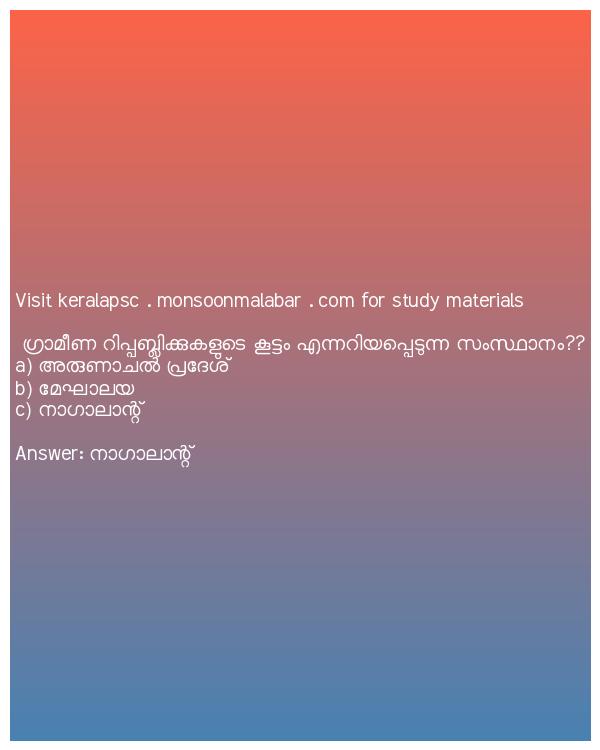 Visit keralapsc . monsoonmalabar . com for study materials
ഗ്രാമീണ റിപ്പബ്ലിക്കുകളുടെ കൂട്ടം എന്നറിയപ്പെടുന്ന സംസ്ഥാനം??
a) അരുണാചൽ പ്രദേശ്
b) മേഘാലയ
c) നാഗാലാന്റ്
Answer: നാഗാലാന്റ്